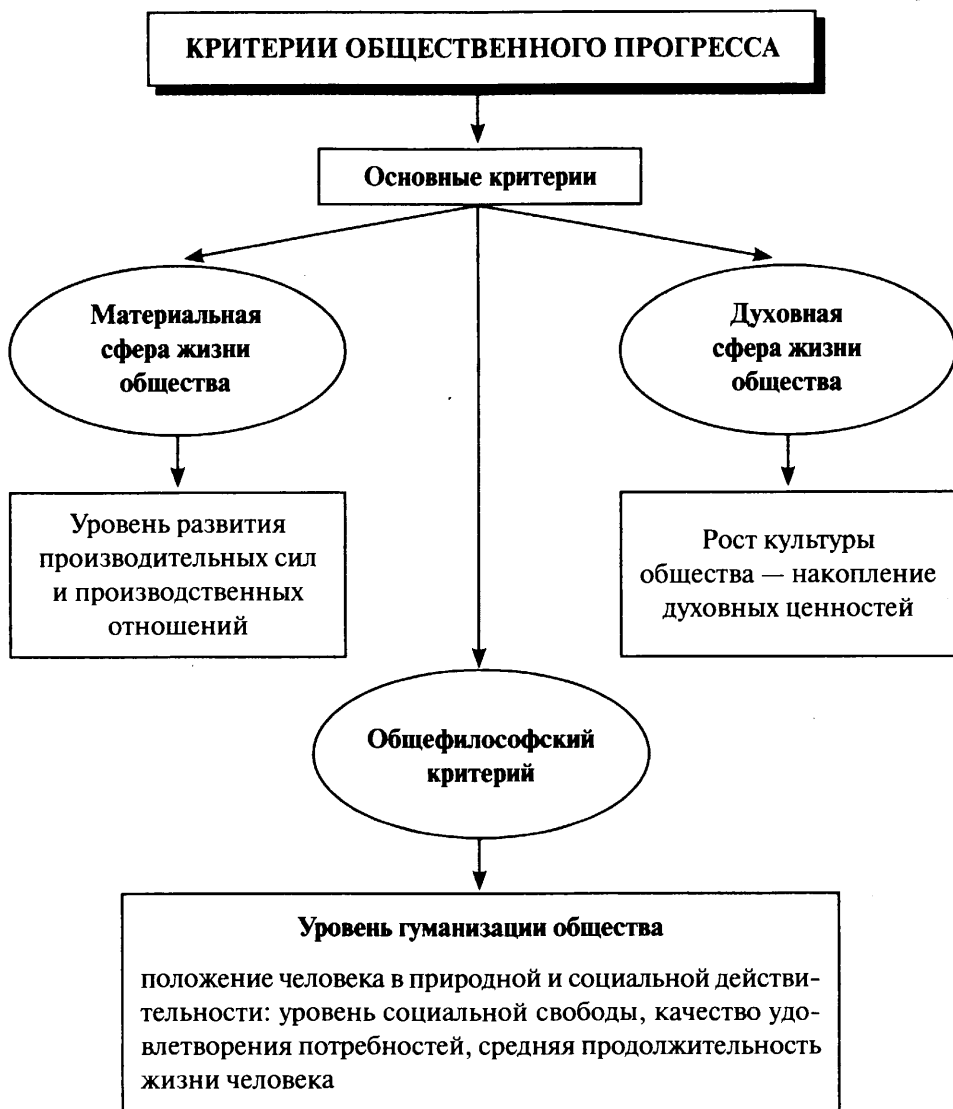 КРИТЕРИИ ОБЩЕСТВЕННОГО ПРОГРЕССА
Основные критерии
Материальная
сфера жизни
общества
Духовная
сфера жизни
общества
Уровень развития
производительных сил
и производственных
отношений
Рост культуры
общества — накопление
духовных ценностей
Общефилософский
критерий
Уровень гуманизации общества
положение человека в природной и социальной действи-
тельности: уровень социальной свободы, качество удо-
влетворения потребностей, средняя продолжительность
жизни человека